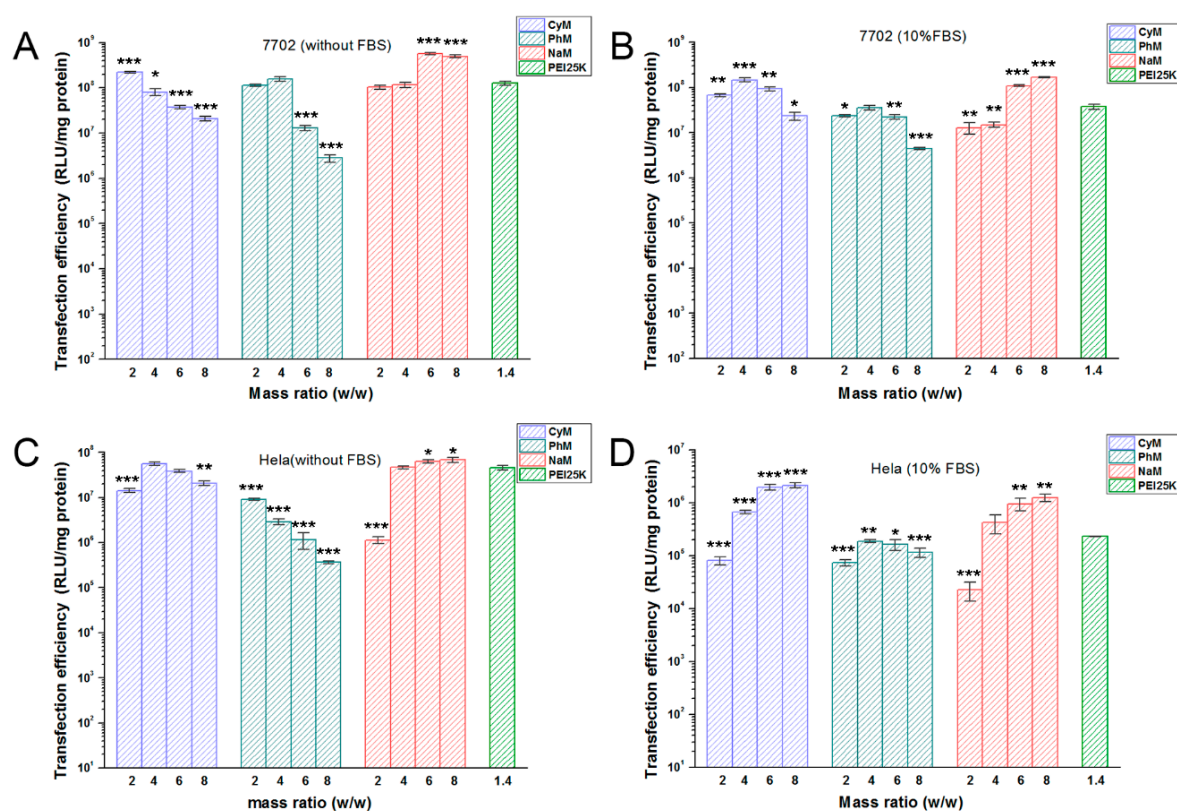 A
7702 (without FBS)
CyM
PhM
NaM
PEI25K
Transfection efficiency (RLU/mg protein)
10⁹
10⁸
10⁷
10⁶
10⁵
10⁴
10³
10²
*** * *** ***
*** ***
*** ***
2 4 6 8 2 4 6 8 2 4 6 8 1.4
Mass ratio (w/w)
B
7702 (10%FBS)
CyM
PhM
NaM
PEI25K
Transfection efficiency (RLU/mg protein)
10⁹
10⁸
10⁷
10⁶
10⁵
10⁴
10³
10²
** *** ** *
* ** ***
** ** *** ***
2 4 6 8 2 4 6 8 2 4 6 8 1.4
Mass ratio (w/w)
C
Hela(without FBS)
CyM
PhM
NaM
PEI25K
Transfection efficiency (RLU/mg protein)
10⁸
10⁷
10⁶
10⁵
10⁴
10³
10²
10¹
*** **
*** *** *** ***
*** * *
2 4 6 8 2 4 6 8 2 4 6 8 1.4
mass ratio (w/w)
D
Hela (10% FBS)
CyM
PhM
NaM
PEI25K
Transfection efficiency (RLU/mg protein)
10⁷
10⁶
10⁵
10⁴
10³
10²
10¹
*** *** *** ***
*** ** * ***
*** ** **
2 4 6 8 2 4 6 8 2 4 6 8 1.4
Mass ratio (w/w)